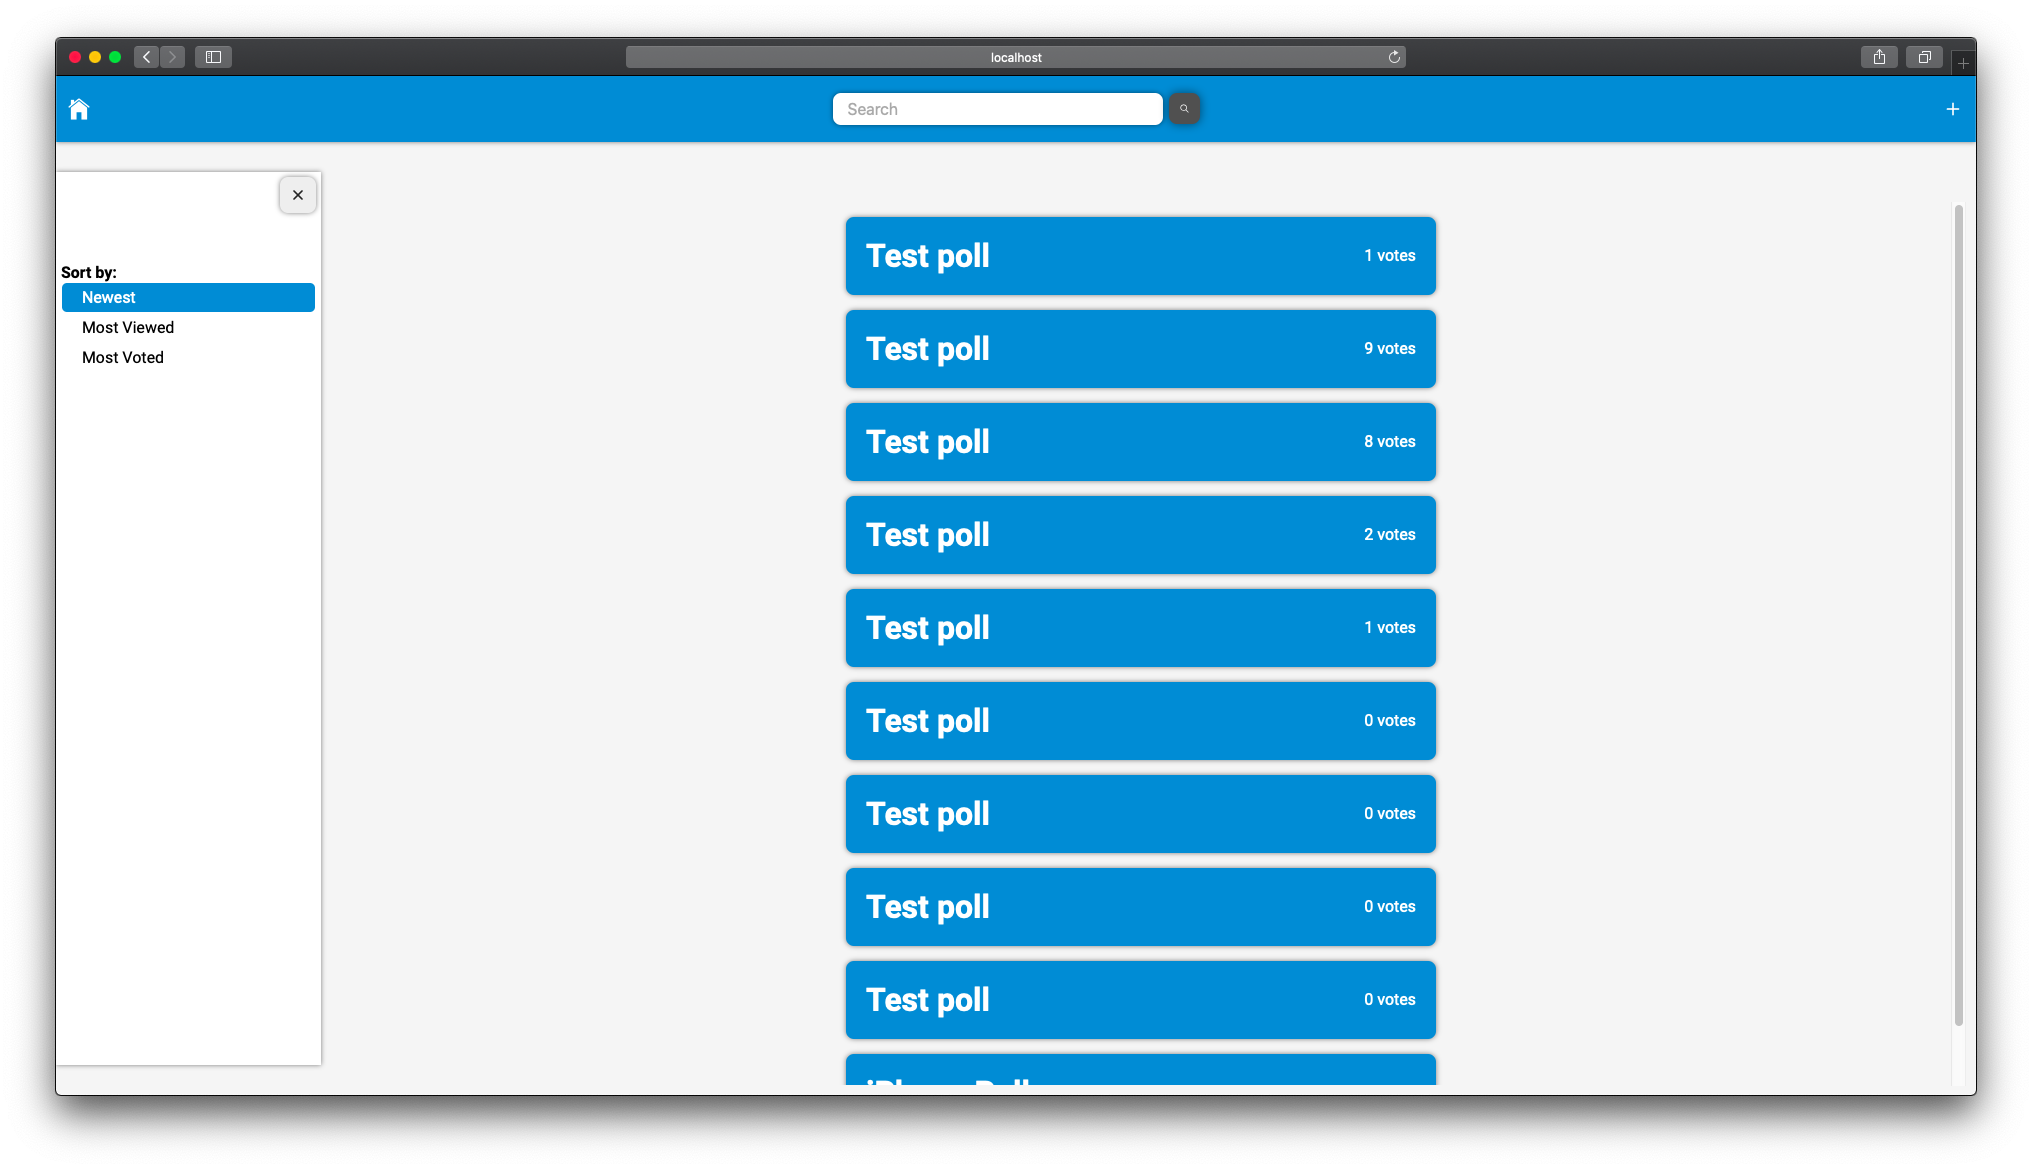 localhost
Search
Sort by:
Newest
Most Viewed
Most Voted
Test poll 1 votes
Test poll 9 votes
Test poll 8 votes
Test poll 2 votes
Test poll 1 votes
Test poll 0 votes
Test poll 0 votes
Test poll 0 votes
Test poll 0 votes
iPhone Poll